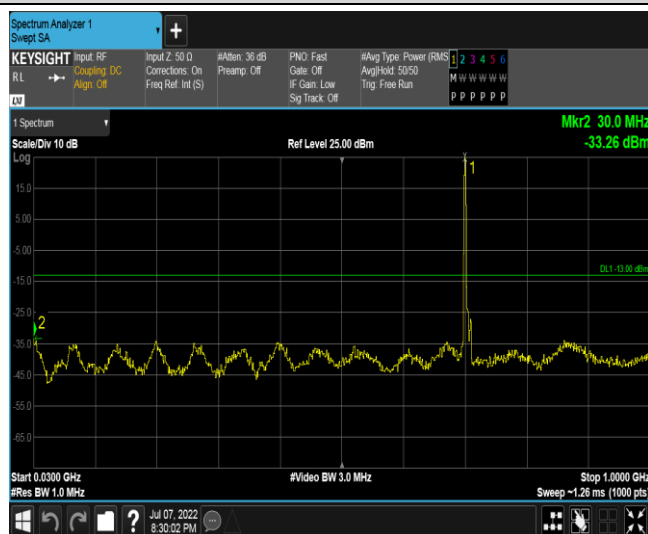 Spectrum Analyzer 1
Swept SA
+
KEYSIGHT
RL
LXI
Input: RF
Coupling: DC
Align: Off
Input Z: 50 Ω
Corrections: On
Freq Ref: Int (S)
#Atten: 36 dB
Preamp: Off
PNO: Fast
Gate: Off
IF Gain: Low
Sig Track: Off
#Avg Type: Power (RMS
Avg|Hold: 50/50
Trig: Free Run
1 2 3 4 5 6
M W W W W W
P P P P P P
1 Spectrum
Mkr2 30.0 MHz
Scale/Div 10 dB
Ref Level 25.00 dBm
-33.26 dBm
Log
1
15.0
5.00
-5.00
DL1 -13.00 dBm
-15.0
-25.0
2
-35.0
-45.0
-55.0
-65.0
Start 0.0300 GHz
#Video BW 3.0 MHz
Stop 1.0000 GHz
#Res BW 1.0 MHz
Sweep ~1.26 ms (1000 pts)
?
Jul 07, 2022
8:30:02 PM